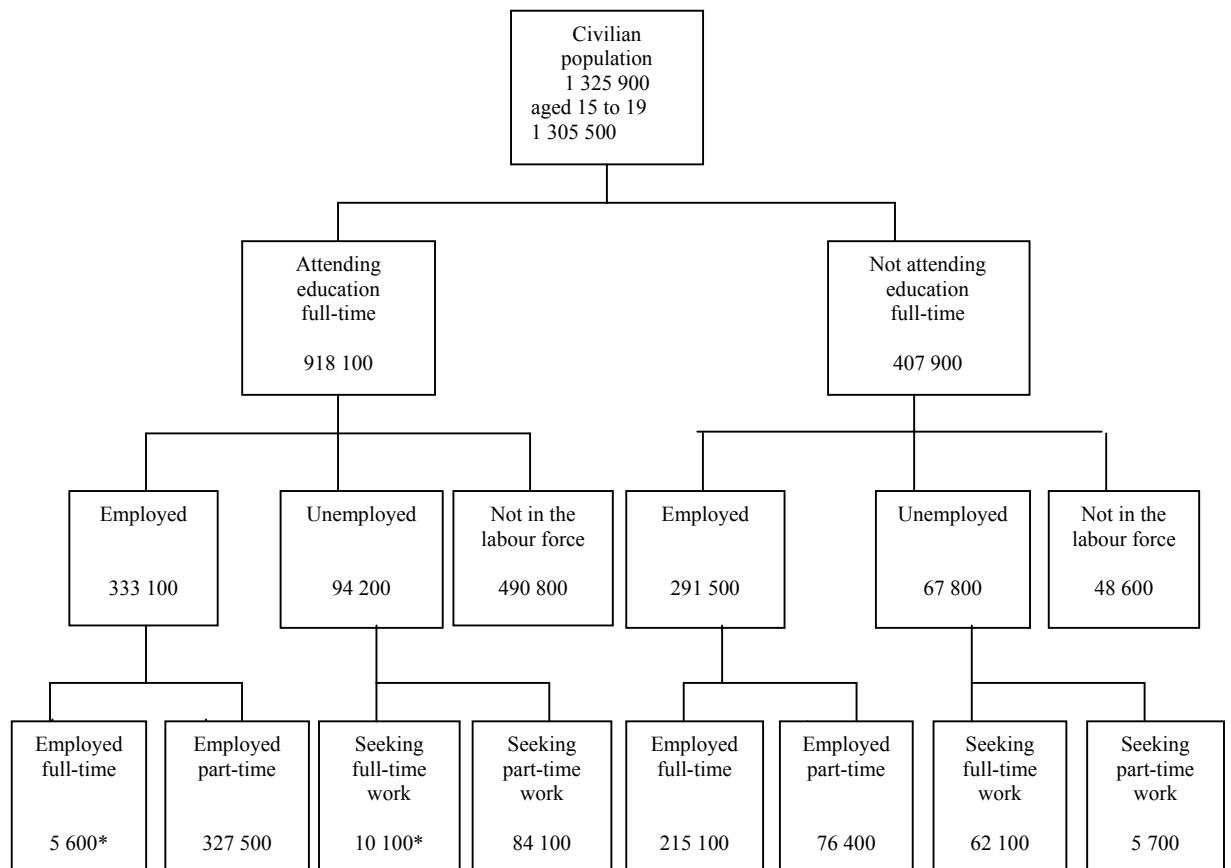 Civilian
population
1 325 900
aged 15 to 19
1 305 500
Attending
education
full-time
918 100
Not attending
education
full-time
407 900
Employed
333 100
Unemployed
94 200
Not in the
labour force
490 800
Employed
291 500
Unemployed
67 800
Not in the
labour force
48 600
Employed
full-time
5 600*
Employed
part-time
327 500
Seeking
full-time
work
10 100*
Seeking
part-time
work
84 100
Employed
full-time
215 100
Employed
part-time
76 400
Seeking
full-time
work
62 100
Seeking
part-time
work
5 700